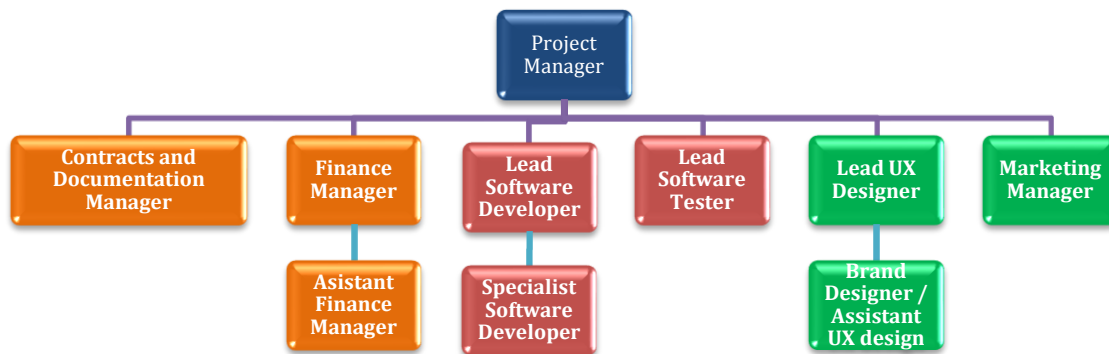 Project
Manager
Contracts and
Documentation
Manager
Finance
Manager
Lead
Software
Developer
Lead
Software
Tester
Lead UX
Designer
Marketing
Manager
Asistant
Finance
Manager
Specialist
Software
Developer
Brand
Designer /
Assistant
UX design